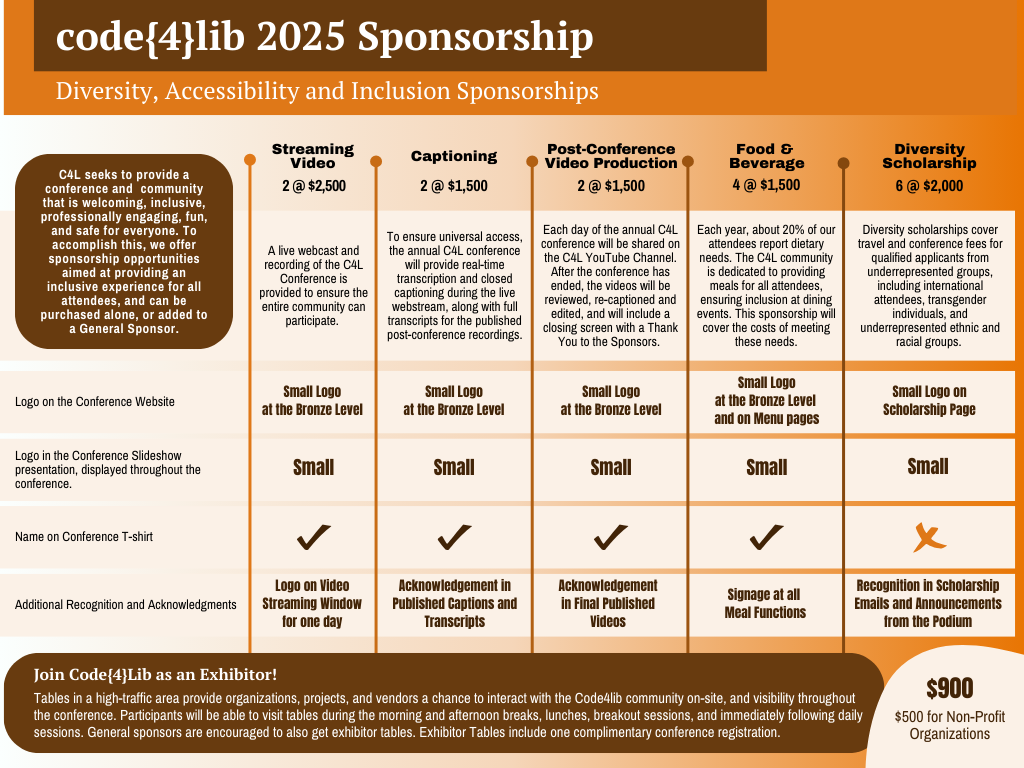 code{4}lib 2025 Sponsorship
Diversity, Accessibility and Inclusion Sponsorships
C4L seeks to provide a
conference and community
that is welcoming, inclusive,
professionally engaging, fun,
and safe for everyone. To
accomplish this, we offer
sponsorship opportunities
aimed at providing an
inclusive experience for all
attendees, and can be
purchased alone, or added to
a General Sponsor.
Streaming
Video
2 @ $2,500
A live webcast and
recording of the C4L
Conference is
provided to ensure the
entire community can
participate.
Captioning
2 @ $1,500
To ensure universal access,
the annual C4L conference
will provide real-time
transcription and closed
captioning during the live
webstream, along with full
transcripts for the published
post-conference recordings.
Post-Conference
Video Production
2 @ $1,500
Each day of the annual C4L
conference will be shared on
the C4L YouTube Channel.
After the conference has
ended, the videos will be
reviewed, re-captioned and
edited, and will include a
closing screen with a Thank
You to the Sponsors.
Food &
Beverage
4 @ $1,500
Each year, about 20% of our
attendees report dietary
needs. The C4L community
is dedicated to providing
meals for all attendees,
ensuring inclusion at dining
events. This sponsorship will
cover the costs of meeting
these needs.
Diversity
Scholarship
6 @ $2,000
Diversity scholarships cover
travel and conference fees for
qualified applicants from
underrepresented groups,
including international
attendees, transgender
individuals, and
underrepresented ethnic and
racial groups.
Logo on the Conference Website
Small Logo
at the Bronze Level
Small Logo
at the Bronze Level
Small Logo
at the Bronze Level
Small Logo
at the Bronze Level
and on Menu pages
Small Logo on
Scholarship Page
Logo in the Conference Slideshow
presentation, displayed throughout the
conference.
Small
Small
Small
Small
Small
Name on Conference T-shirt
Additional Recognition and Acknowledgments
Logo on Video
Streaming Window
for one day
Acknowledgement in
Published Captions and
Transcripts
Acknowledgement
in Final Published
Videos
Signage at all
Meal Functions
Recognition in Scholarship
Emails and Announcements
from the Podium
Join Code{4}Lib as an Exhibitor!
Tables in a high-traffic area provide organizations, projects, and vendors a chance to interact with the Code4lib community on-site, and visibility throughout
the conference. Participants will be able to visit tables during the morning and afternoon breaks, lunches, breakout sessions, and immediately following daily
sessions. General sponsors are encouraged to also get exhibitor tables. Exhibitor Tables include one complimentary conference registration.
$900
$500 for Non-Profit
Organizations